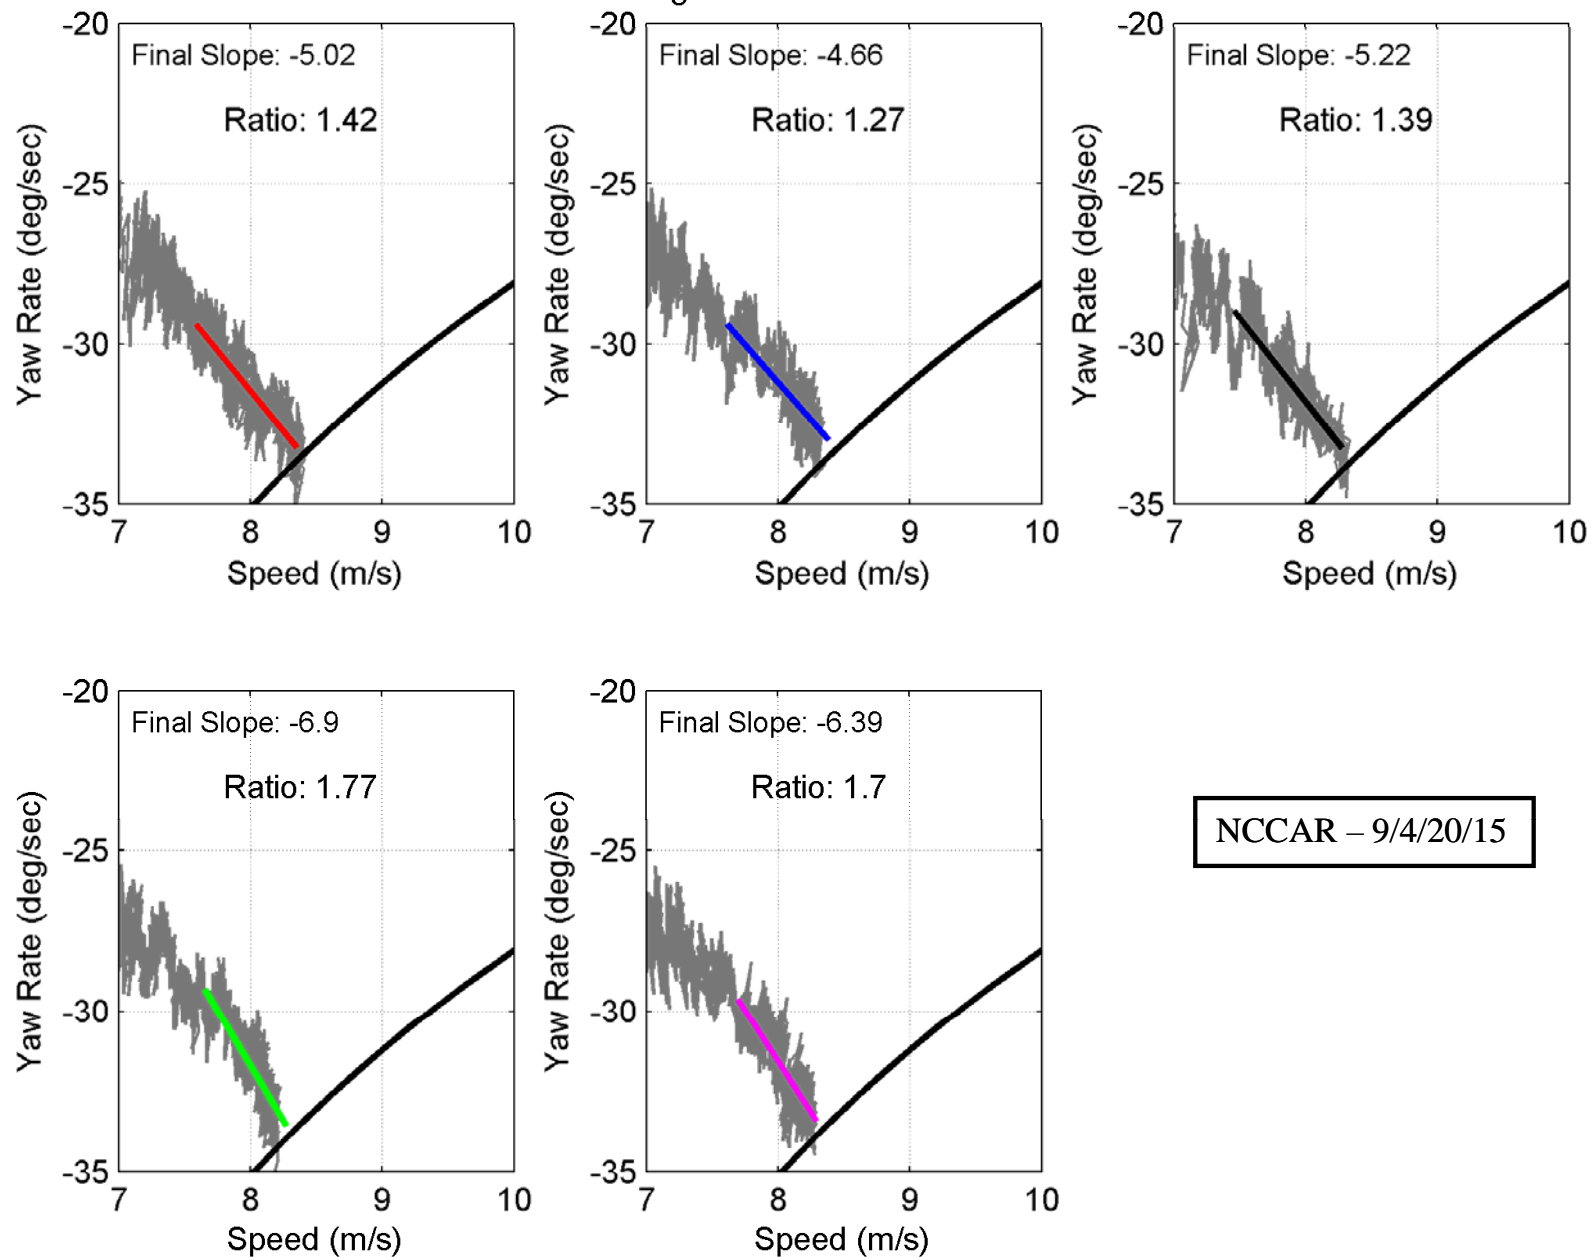 Final Slope: -5.02
Ratio: 1.42
-20
-25
-30
-35
7 8 9 10
Yaw Rate (deg/sec)
Speed (m/s)
Final Slope: -4.66
Ratio: 1.27
-20
-25
-30
-35
7 8 9 10
Yaw Rate (deg/sec)
Speed (m/s)
Final Slope: -5.22
Ratio: 1.39
-20
-25
-30
-35
7 8 9 10
Yaw Rate (deg/sec)
Speed (m/s)
Final Slope: -6.9
Ratio: 1.77
-20
-25
-30
-35
7 8 9 10
Yaw Rate (deg/sec)
Speed (m/s)
Final Slope: -6.39
Ratio: 1.7
-20
-25
-30
-35
7 8 9 10
Yaw Rate (deg/sec)
Speed (m/s)
NCCAR – 9/4/20/15